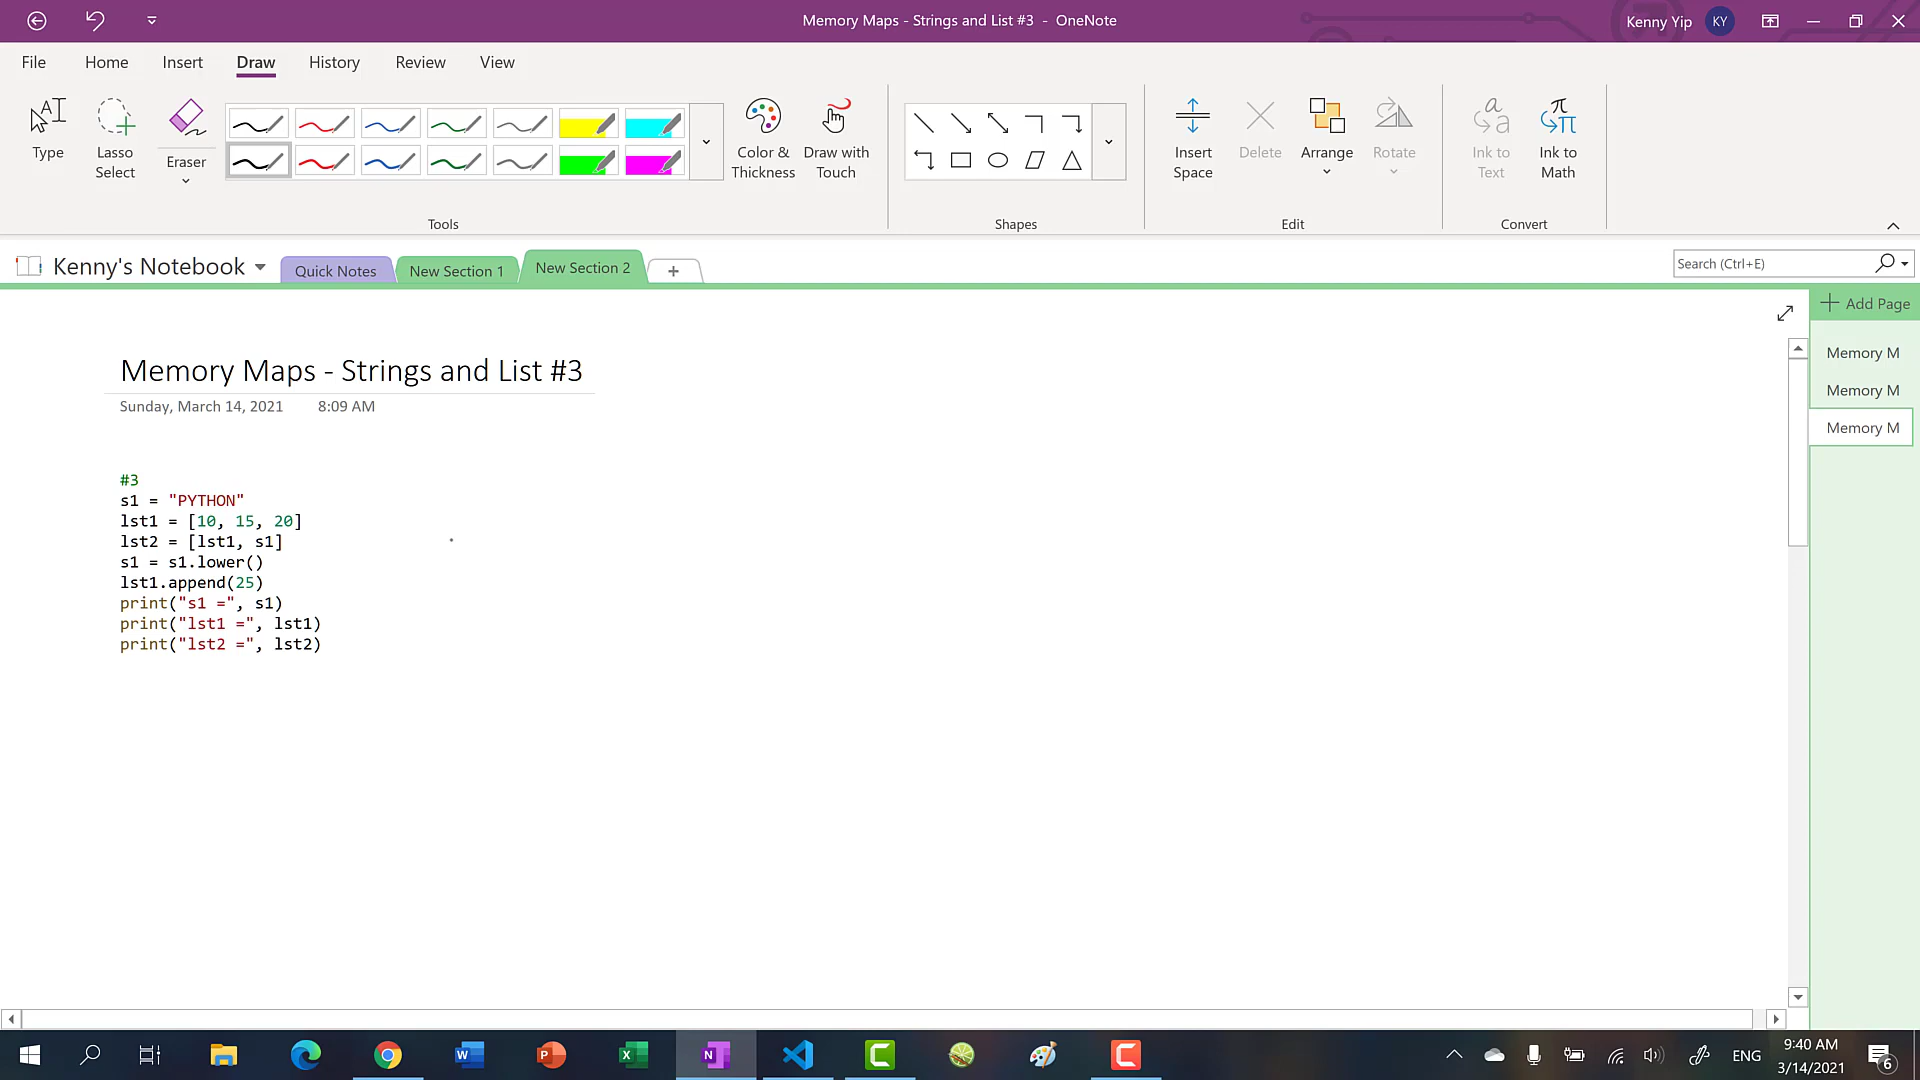 Memory Maps - Strings and List #3 - OneNote
Kenny Yip KY
File Home Insert Draw History Review View
Type
Lasso Select
Eraser
Color & Thickness
Draw with Touch
Insert Space
Delete
Arrange
Rotate
Ink to Text
Ink to Math
Tools Shapes Edit Convert
Kenny's Notebook Quick Notes New Section 1 New Section 2 +
Search (Ctrl+E)
Add Page
Memory M
Memory M
Memory M
Memory Maps - Strings and List #3
Sunday, March 14, 2021 8:09 AM
#3
s1 = "PYTHON"
lst1 = [10, 15, 20]
lst2 = [lst1, s1]
s1 = s1.lower()
lst1.append(25)
print("s1 =", s1)
print("lst1 =", lst1)
print("lst2 =", lst2)
ENG
9:40 AM
3/14/2021
6